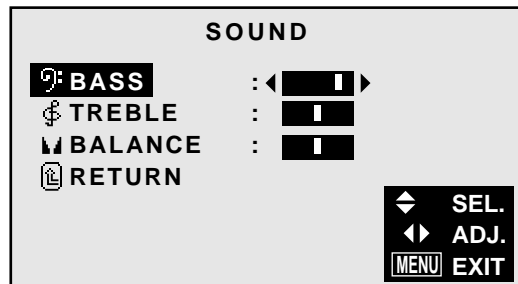 SOUND
BASS :
TREBLE :
BALANCE :
RETURN
SEL.
ADJ.
MENU EXIT